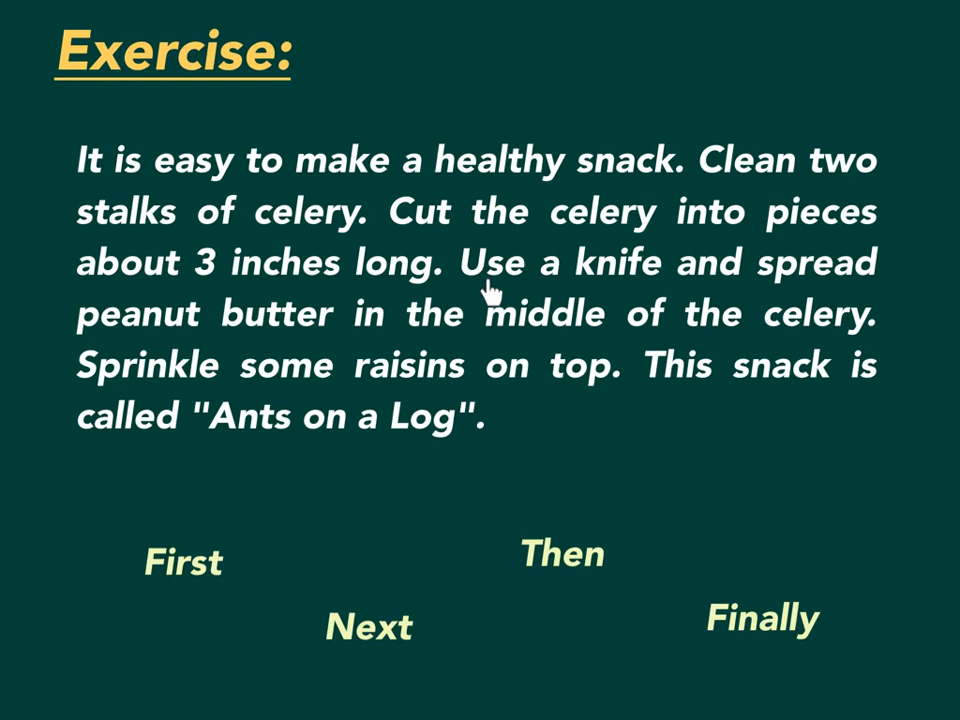 Exercise:
It is easy to make a healthy snack. Clean two
stalks of celery. Cut the celery into pieces
about 3 inches long. Use a knife and spread
peanut butter in the middle of the celery.
Sprinkle some raisins on top. This snack is
called "Ants on a Log".
First
Then
Next
Finally